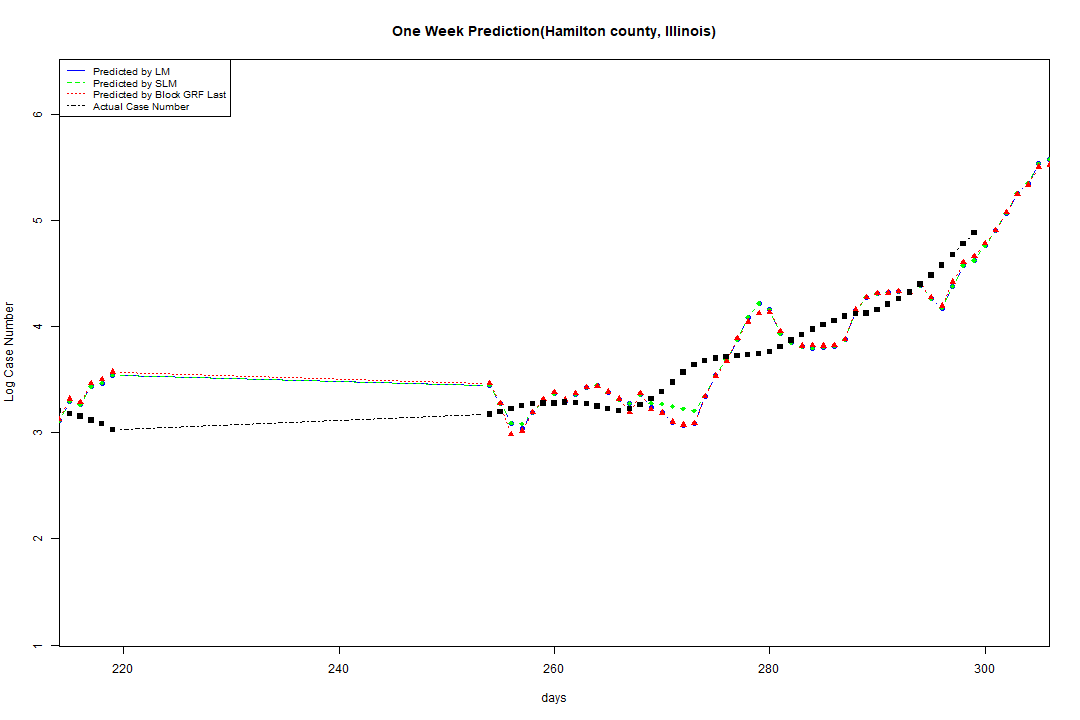 One Week Prediction(Hamilton county, Illinois)
Predicted by LM
Predicted by SLM
Predicted by Block GRF Last
Actual Case Number
6
5
4
3
2
1
Log Case Number
220 240 260 280 300
days